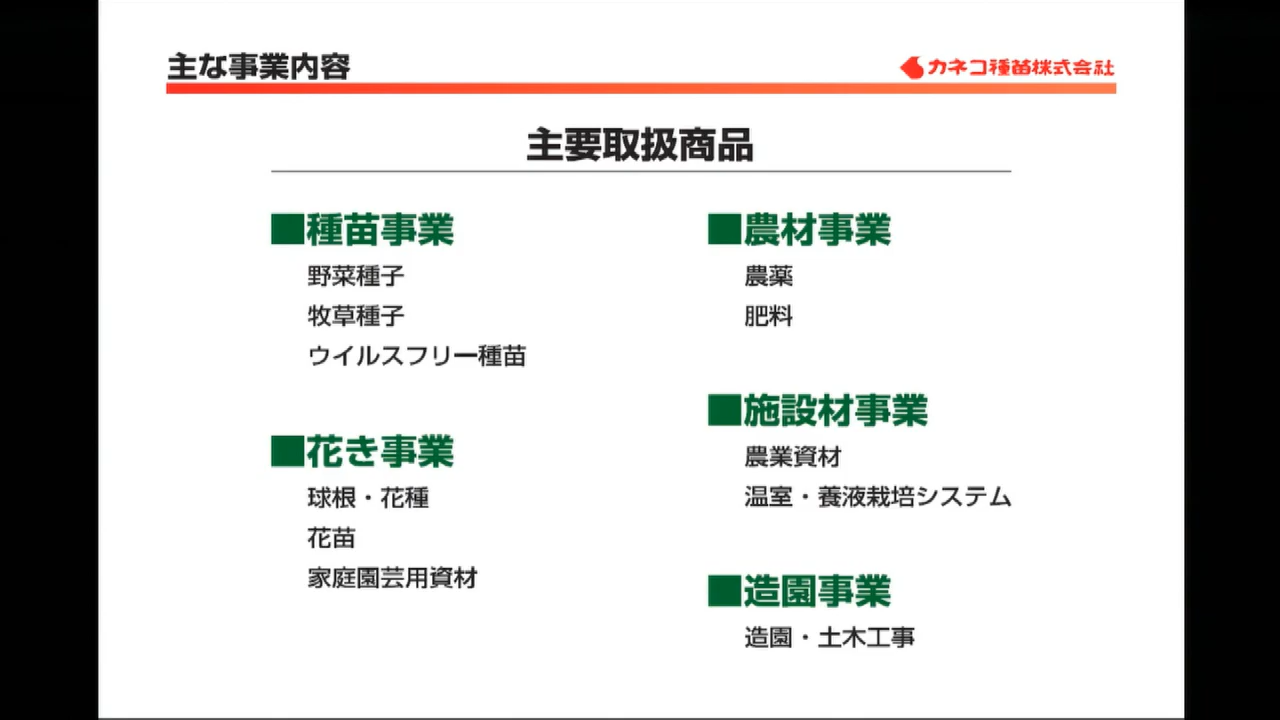 主な事業内容
カネコ種苗株式会社
主要取扱商品
■種苗事業
野菜種子
牧草種子
ウイルスフリー種苗
■花き事業
球根・花種
花苗
家庭園芸用資材
■農材事業
農薬
肥料
■施設材事業
農業資材
温室・養液栽培システム
■造園事業
造園・土木工事